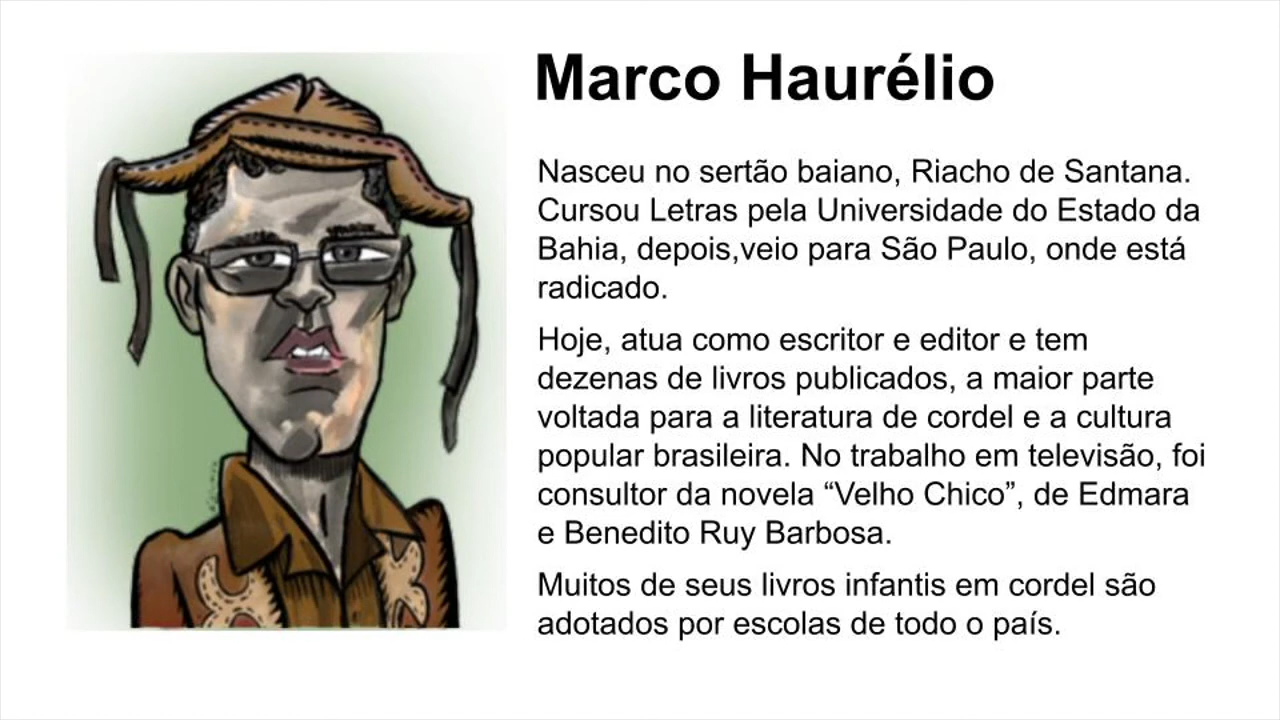 Marco Haurélio
Nasceu no sertão baiano, Riacho de Santana.
Cursou Letras pela Universidade do Estado da
Bahia, depois,veio para São Paulo, onde está
radicado.
Hoje, atua como escritor e editor e tem
dezenas de livros publicados, a maior parte
voltada para a literatura de cordel e a cultura
popular brasileira. No trabalho em televisão, foi
consultor da novela “Velho Chico”, de Edmara
e Benedito Ruy Barbosa.
Muitos de seus livros infantis em cordel são
adotados por escolas de todo o país.